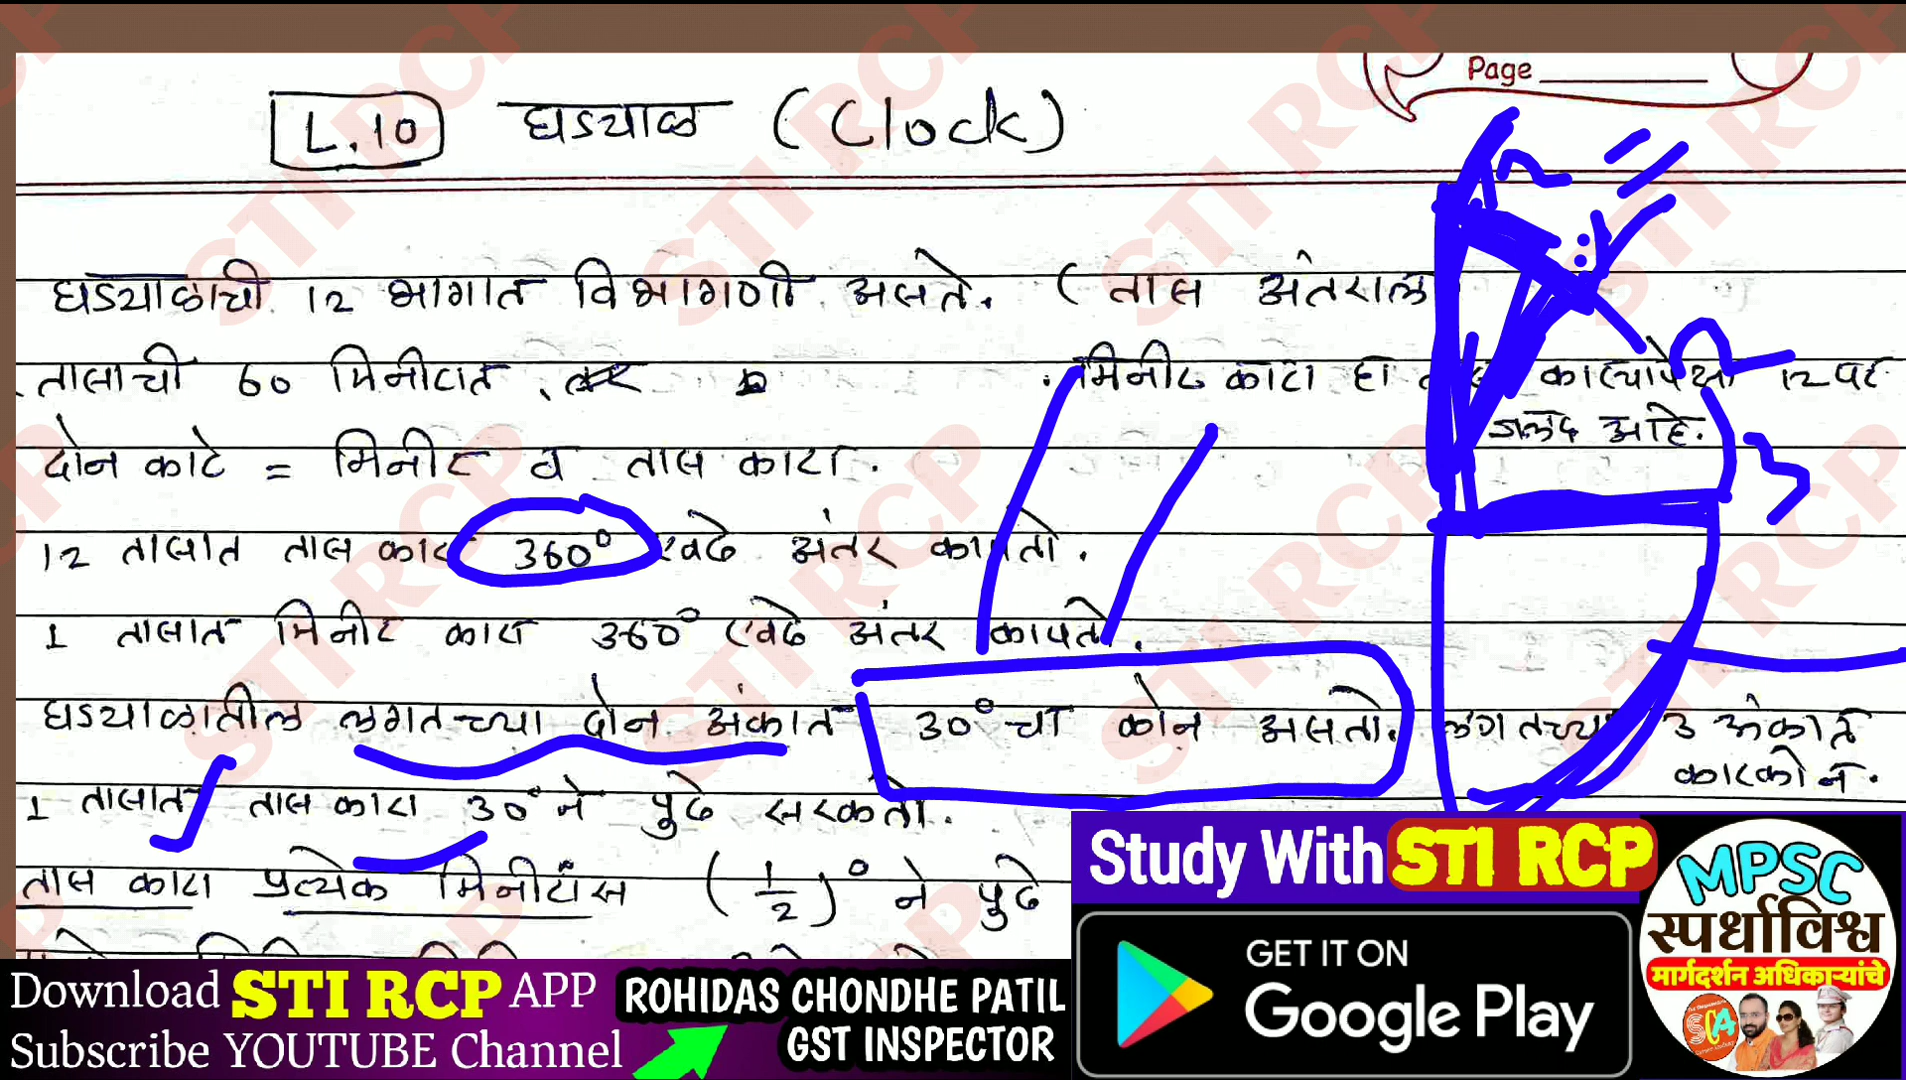 Page
L.10 घड्याळ (Clock)
घड्याळाची 12 भागात विभागणी असते. ( तास अंतराल
तासाची 60 मिनीटात मिनीट काटा हा काट्यापेक्षा 12 पट
जलद आहे.
दोन काटे = मिनीट व तास काटा.
12 तासात तास काटा 360° एवढे अंतर कापतो.
1 तासात मिनीट काटा 360° एवढे अंतर कापतो.
घड्याळातील लगतच्या दोन अंकात 30° चा कोन असतो. लगतच्या 3 अंकात
काटकोन.
1 तासात तास काटा 30° ने पुढे सरकतो.
तास काटा प्रत्येक मिनीटास (1/2)° ने पुढे
Study With STI RCP
GET IT ON
Google Play
MPSC
स्पर्धाविश्व
मार्गदर्शन अधिकाऱ्यांचे
Download STI RCP APP
Subscribe YOUTUBE Channel
ROHIDAS CHONDHE PATIL
GST INSPECTOR
STI RCP